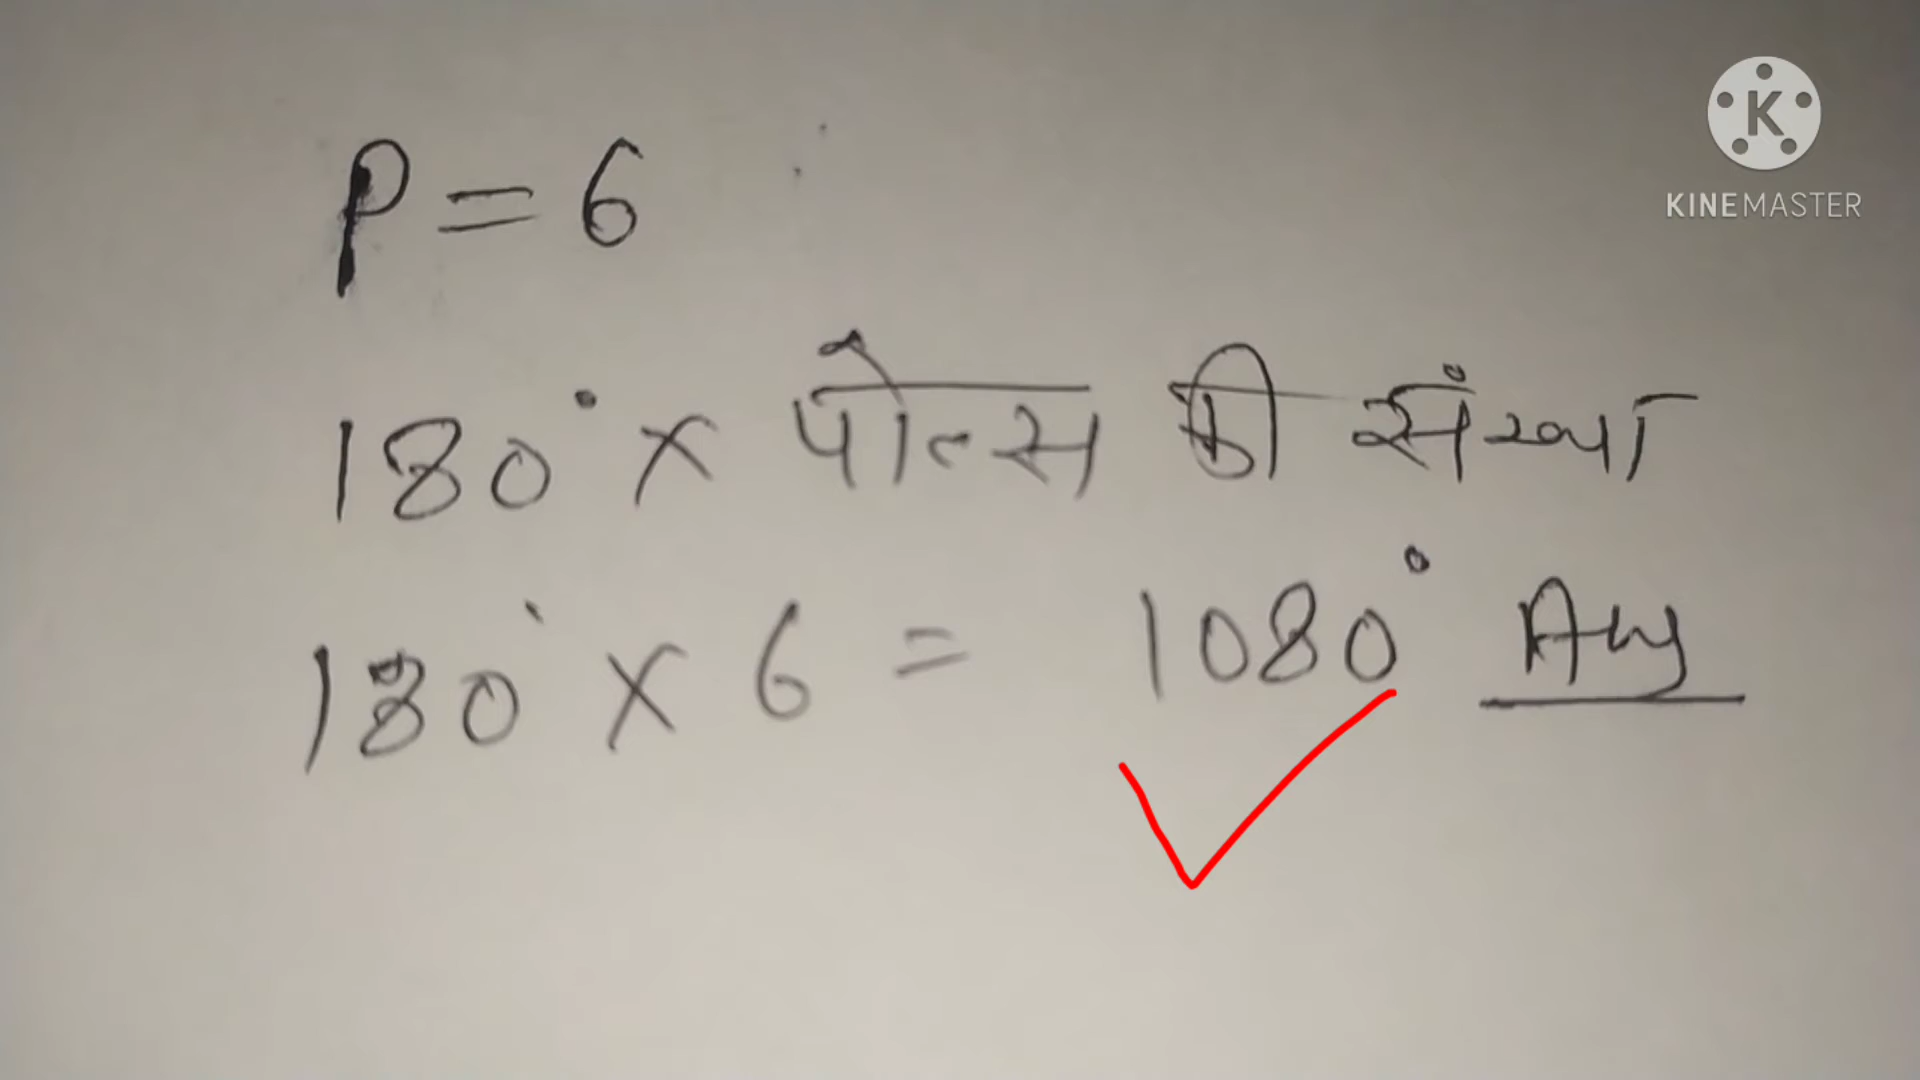 K
KINEMASTER
P = 6
180° × पोल्स की संख्या
180° × 6 = 1080° Ans